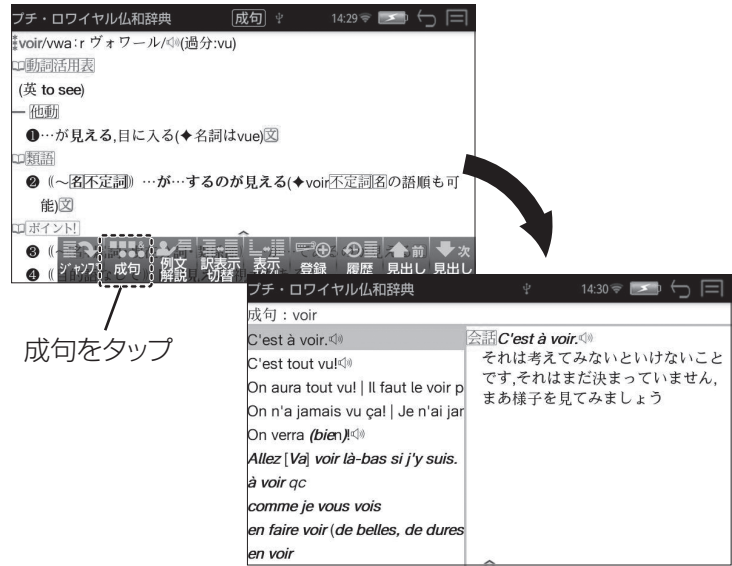 プチ・ロワイヤル仏和辞典 成句 14:29
voir/vwaːr ヴォワール/(過分:vu)
動詞活用表
(英 to see)
━ 他動
❶…が見える,目に入る(◆名詞はvue)文
類語
❷ ⟪～名不定詞⟫ …が…するのが見える(◆voir不定詞名の語順も可
能)文
ポイント!
❸ ⟪～
❹ ⟪
ジャンプ 成句 例文解説 訳表示切替 表示 登録 履歴 前見出し 次見出し
成句をタップ
プチ・ロワイヤル仏和辞典 14:30
成句：voir
C'est à voir.
C'est tout vu!
On aura tout vu! | Il faut le voir p
On n'a jamais vu ça! | Je n'ai jar
On verra (bien)!
Allez [Va] voir là-bas si j'y suis.
à voir qc
comme je vous vois
en faire voir (de belles, de dures
en voir
会話C'est à voir.
それは考えてみないといけないこと
です,それはまだ決まっていません,
まあ様子を見てみましょう